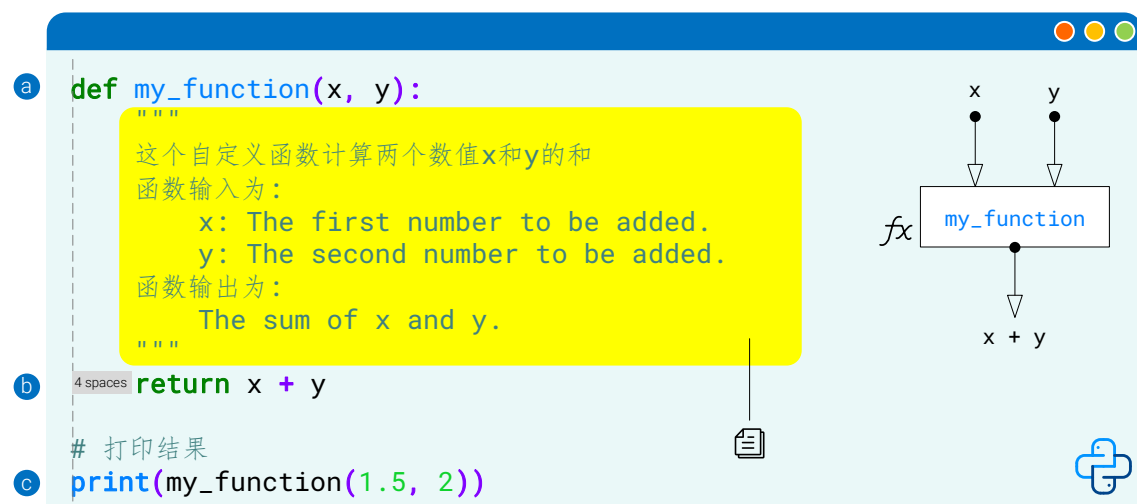 a def my_function(x, y):
"""
这个自定义函数计算两个数值x和y的和
函数输入为:
x: The first number to be added.
y: The second number to be added.
函数输出为:
The sum of x and y.
"""
b 4 spaces return x + y
# 打印结果
c print(my_function(1.5, 2))
x y
fx my_function
x + y